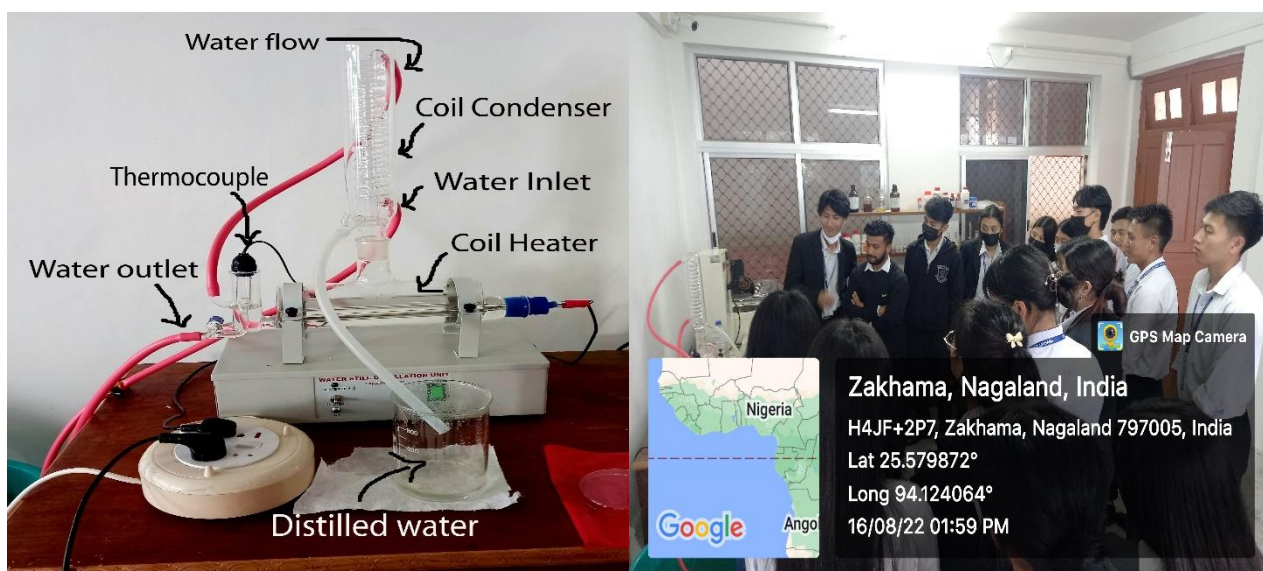 Water flow
Coil Condenser
Thermocouple
Water Inlet
Coil Heater
Water outlet
WATER STILL-DISTILLATION UNIT
Distilled water
GPS Map Camera
Zakhama, Nagaland, India
H4JF+2P7, Zakhama, Nagaland 797005, India
Lat 25.579872°
Long 94.124064°
16/08/22 01:59 PM
Nigeria
Ango
Google